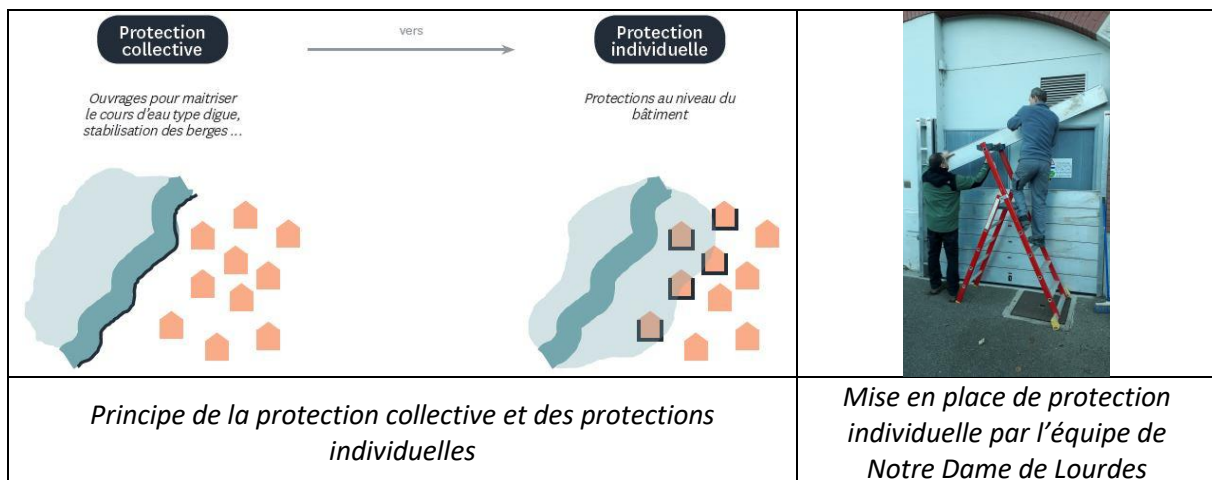 Protection
collective
vers
Protection
individuelle
Ouvrages pour maitriser
le cours d'eau type digue,
stabilisation des berges ...
Protections au niveau du
bâtiment
Principe de la protection collective et des protections
individuelles
Mise en place de protection
individuelle par l'équipe de
Notre Dame de Lourdes